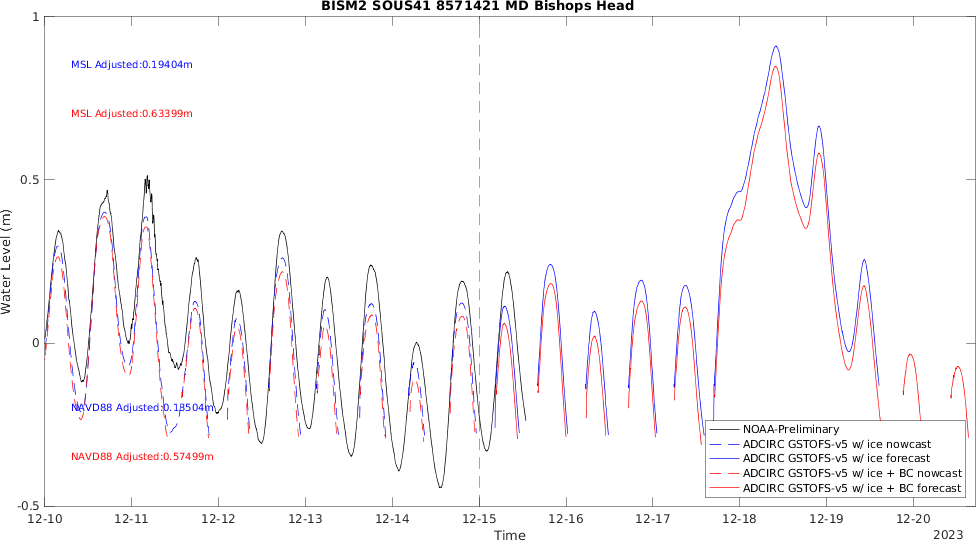 BISM2 SOUS41 8571421 MD Bishops Head
1
MSL Adjusted:0.19404m
MSL Adjusted:0.63399m
0.5
Water Level (m)
0
NAVD88 Adjusted:0.13504m
NOAA-Preliminary
ADCIRC GSTOFS-v5 w/ ice nowcast
NAVD88 Adjusted:0.57499m
ADCIRC GSTOFS-v5 w/ ice forecast
ADCIRC GSTOFS-v5 w/ ice + BC nowcast
ADCIRC GSTOFS-v5 w/ ice + BC forecast
-0.5
12-10 12-11 12-12 12-13 12-14 12-15 12-16 12-17 12-18 12-19 12-20
Time
2023